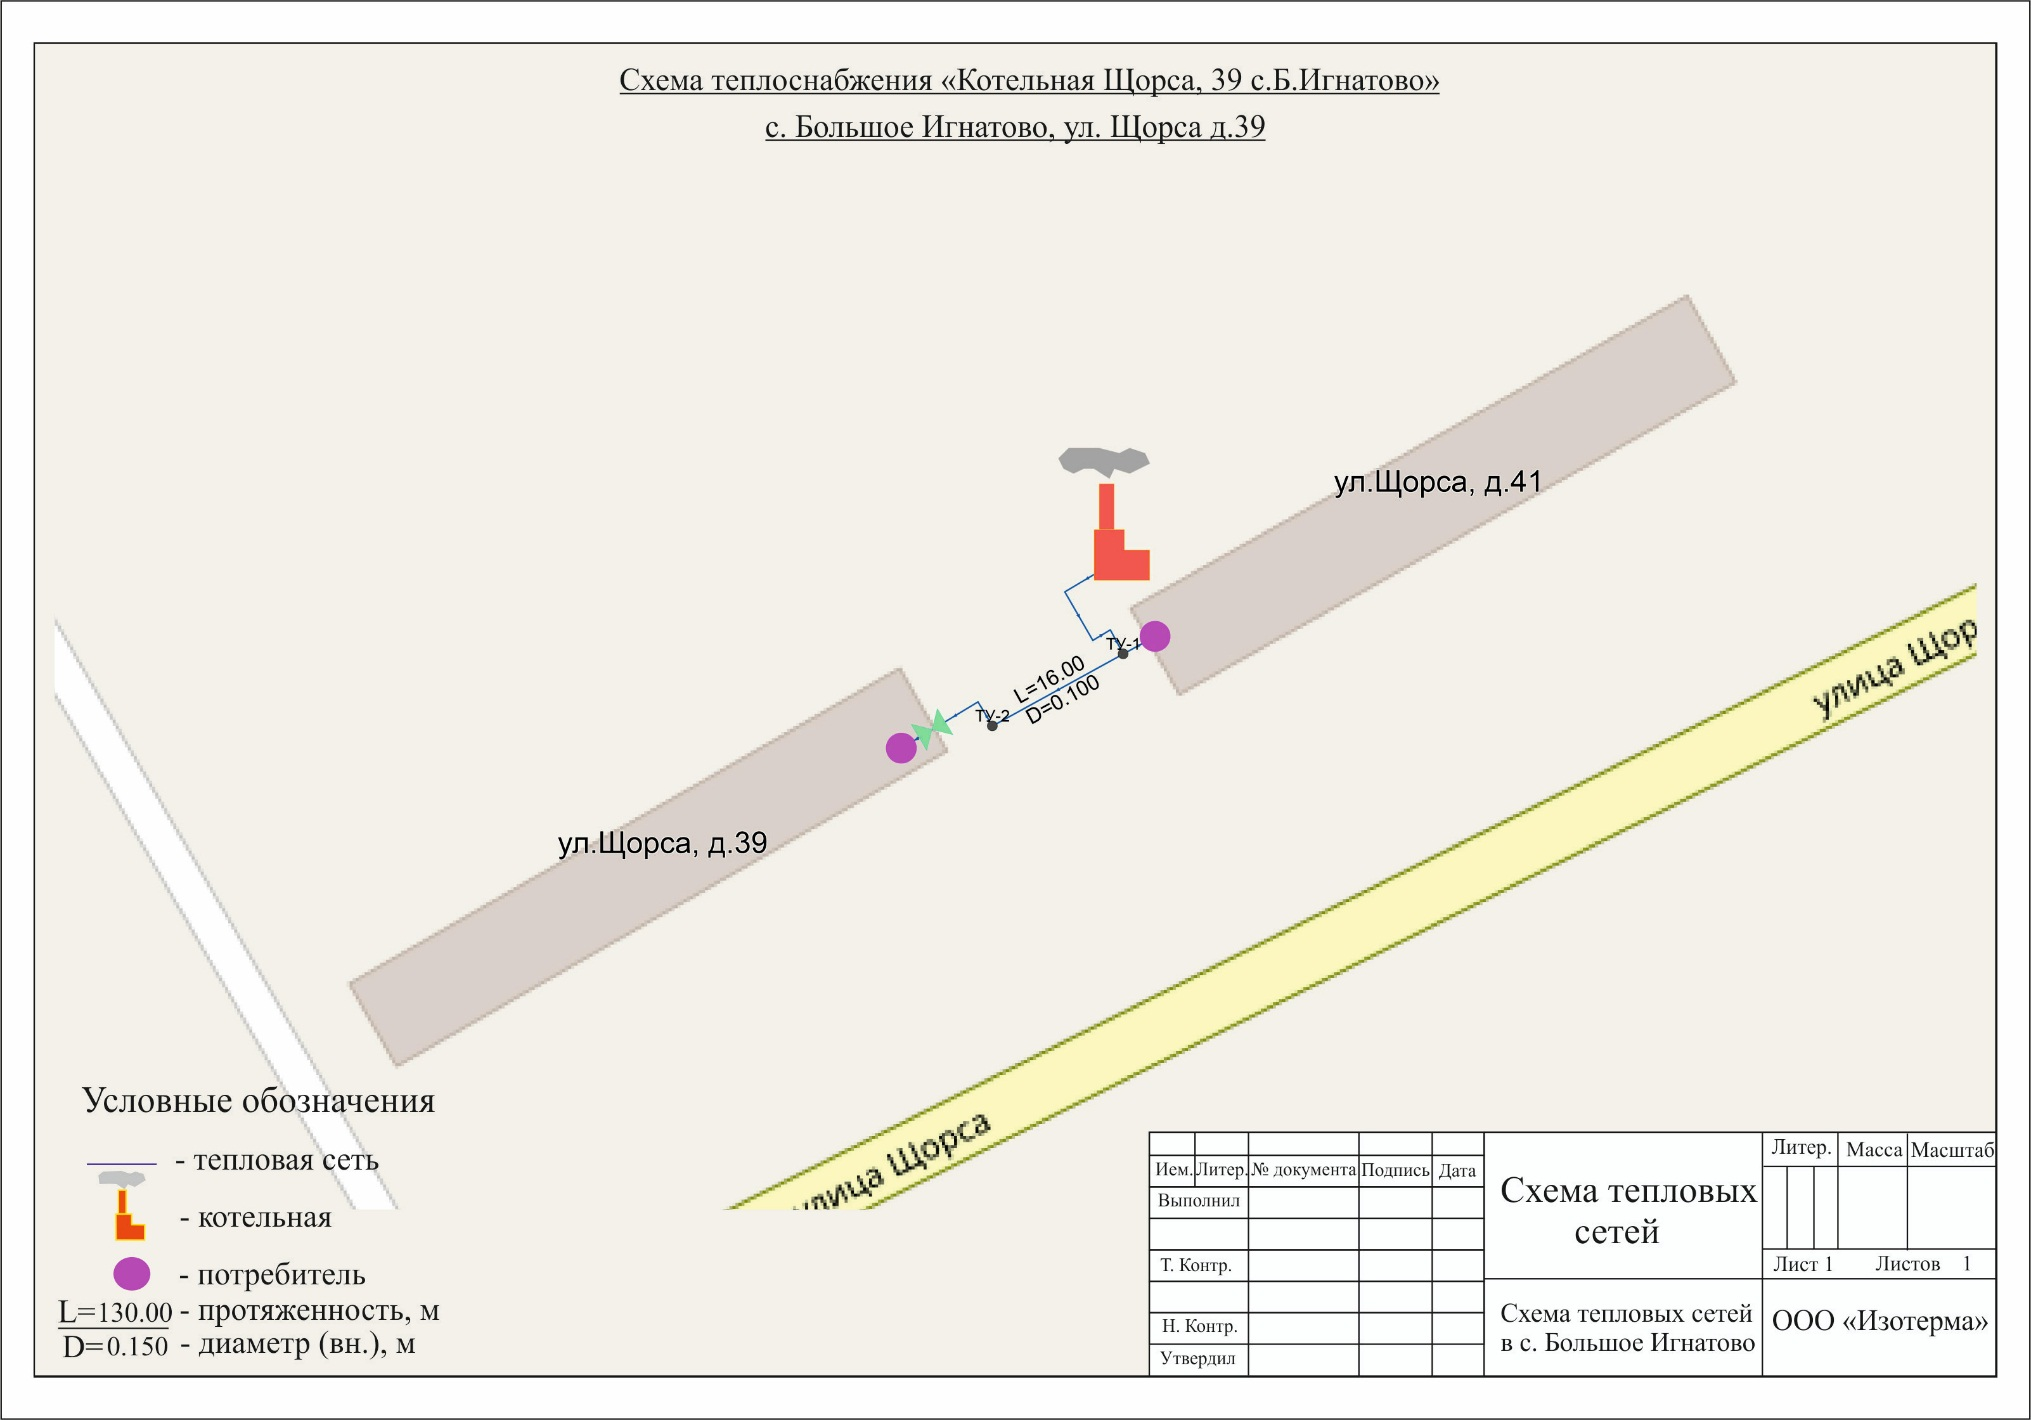 Схема теплоснабжения «Котельная Щорса, 39 с.Б.Игнатово»
с. Большое Игнатово, ул. Щорса д.39
ул.Щорса, д.41
улица Щор
ТУ-1
L=16.00
D=0.100
ТУ-2
ул.Щорса, д.39
улица Щорса
Условные обозначения
- тепловая сеть
- котельная
- потребитель
L=130.00 - протяженность, м
D=0.150 - диаметр (вн.), м
Ием. Литер. № документа Подпись Дата
Выполнил
Т. Контр.
Н. Контр.
Утвердил
Схема тепловых
сетей
Литер. Масса Масштаб
Лист 1 Листов 1
Схема тепловых сетей
в с. Большое Игнатово
ООО «Изотерма»